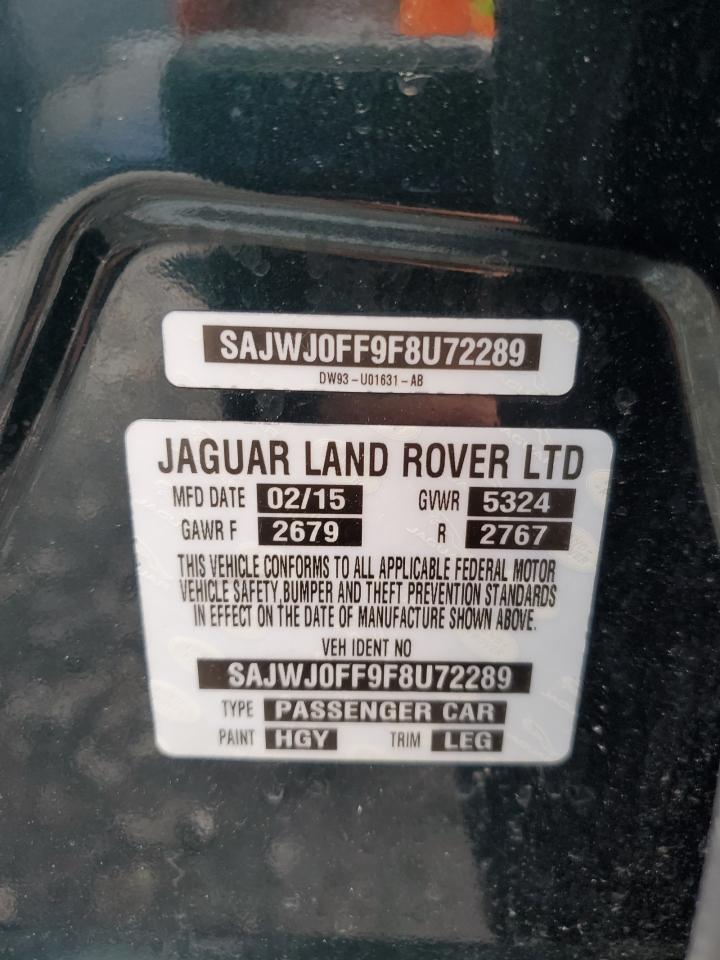 SAJWJ0FF9F8U72289
DW93-U01631-AB
JAGUAR LAND ROVER LTD
MFD DATE 02/15 GVWR 5324
GAWR F 2679 R 2767
THIS VEHICLE CONFORMS TO ALL APPLICABLE FEDERAL MOTOR
VEHICLE SAFETY,BUMPER AND THEFT PREVENTION STANDARDS
IN EFFECT ON THE DATE OF MANUFACTURE SHOWN ABOVE.
VEH IDENT NO
SAJWJ0FF9F8U72289
TYPE PASSENGER CAR
PAINT HGY TRIM LEG